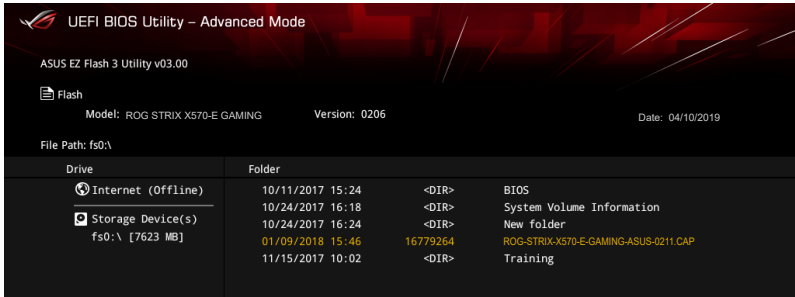 UEFI BIOS Utility – Advanced Mode
ASUS EZ Flash 3 Utility v03.00
Flash
Model: ROG STRIX X570-E GAMING Version: 0206 Date: 04/10/2019
File Path: fs0:\
Drive Folder
Internet (Offline) 10/11/2017 15:24 <DIR> BIOS
10/24/2017 16:18 <DIR> System Volume Information
Storage Device(s) 10/24/2017 16:24 <DIR> New folder
fs0:\ [7623 MB] 01/09/2018 15:46 16779264 ROG-STRIX-X570-E-GAMING-ASUS-0211.CAP
11/15/2017 10:02 <DIR> Training